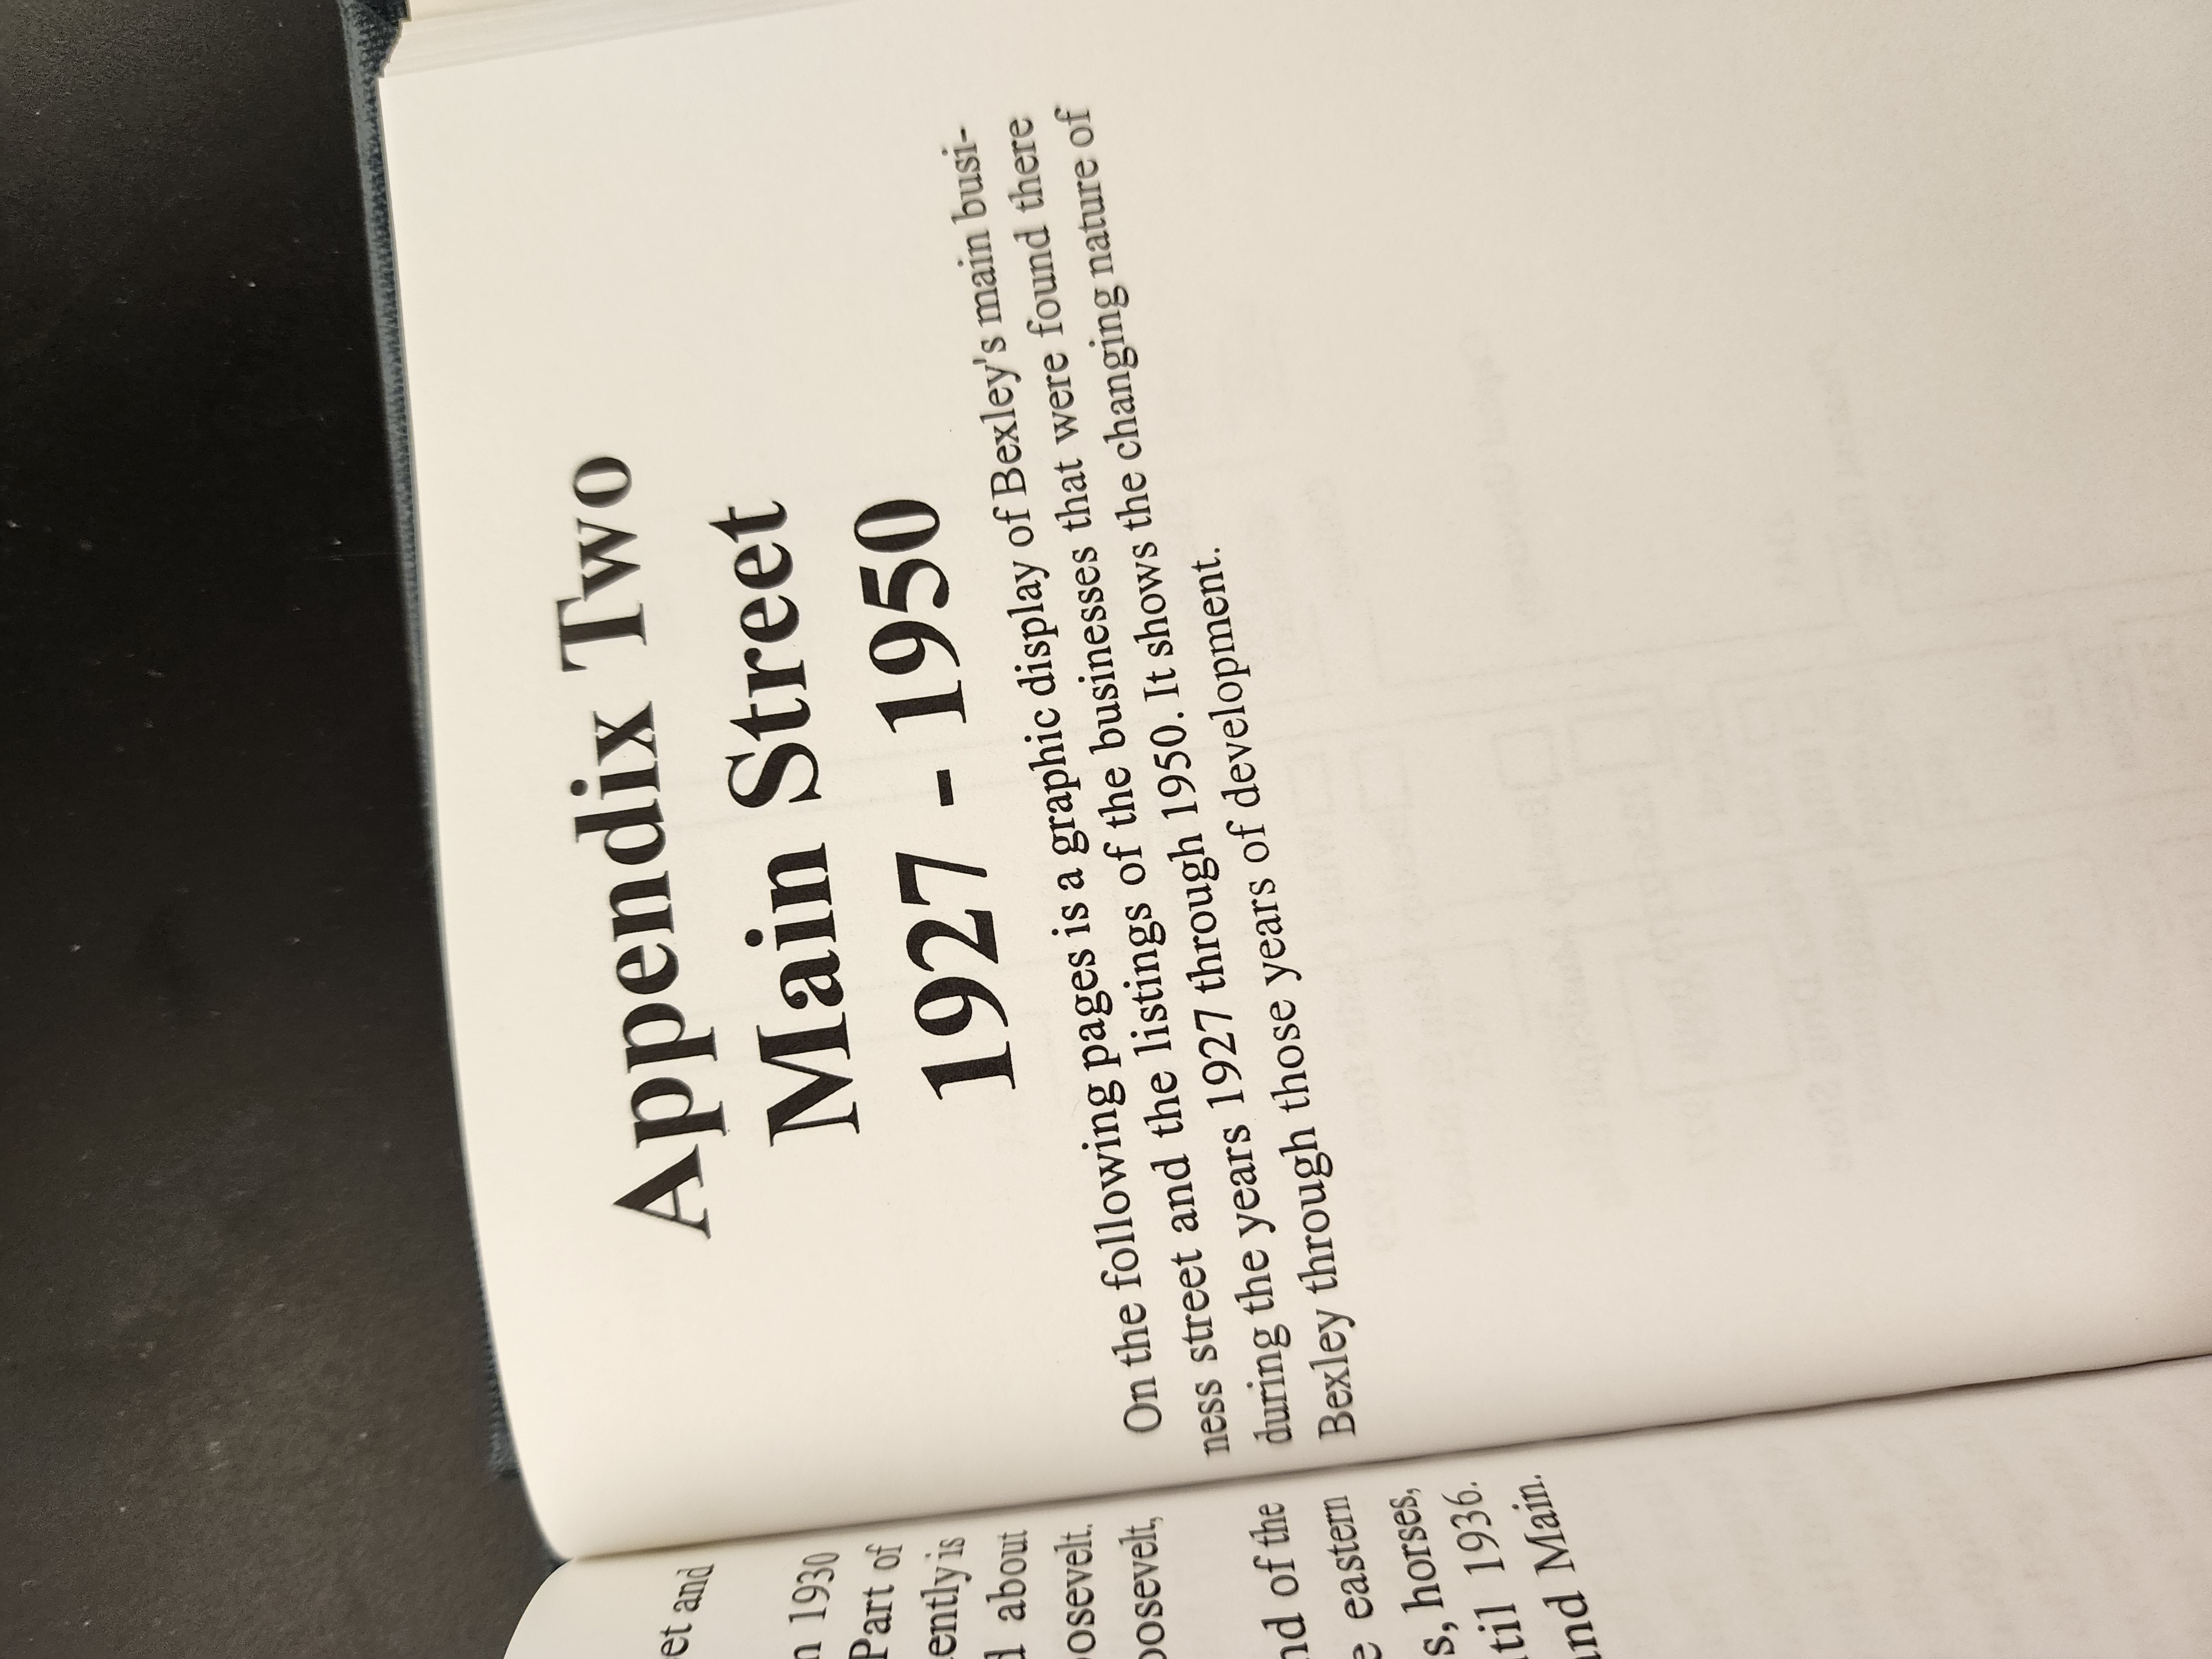 et and
1930
Part of
ently is
about
oosevelt.
oosevelt,
of the
eastern
horses,
1936.
Main.
Appendix Two
Main Street
1927 - 1950
On the following pages is a graphic display of Bexley's main busi-
ness street and the listings of the businesses that were found there
during the years 1927 through 1950. It shows the changing nature of
Bexley through those years of development.